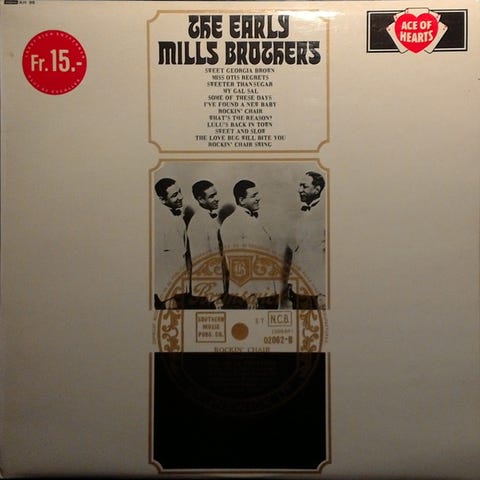 Fr. 15.-
ACE OF
HEARTS
THE EARLY
MILLS BROTHERS
SWEET GEORGIA BROWN
MISS OTIS REGRETS
SWEETER THAN SUGAR
MY GAL SAL
SOME OF THESE DAYS
I'VE FOUND A NEW BABY
ROCKIN' CHAIR
WHAT'S THE REASON?
LULU'S BACK IN TOWN
SWEET AND SLOW
THE LOVE BUG WILL BITE YOU
ROCKIN' CHAIR SWING
Brunswick
SOUTHERN
MUSIC
PUBG. CO.
S T N.C.B.
02062-B
ROCKIN' CHAIR